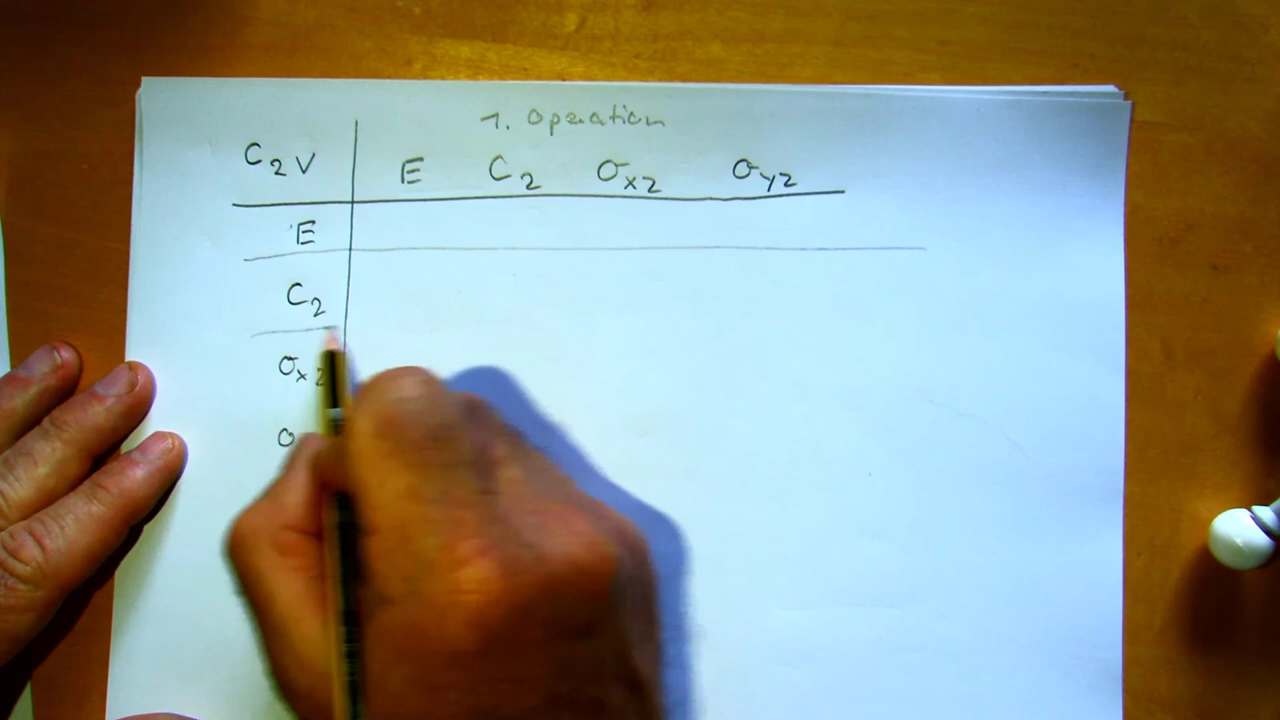 1. Operation
C2V E C2 σxz σyz
E
C2
σxz
σ